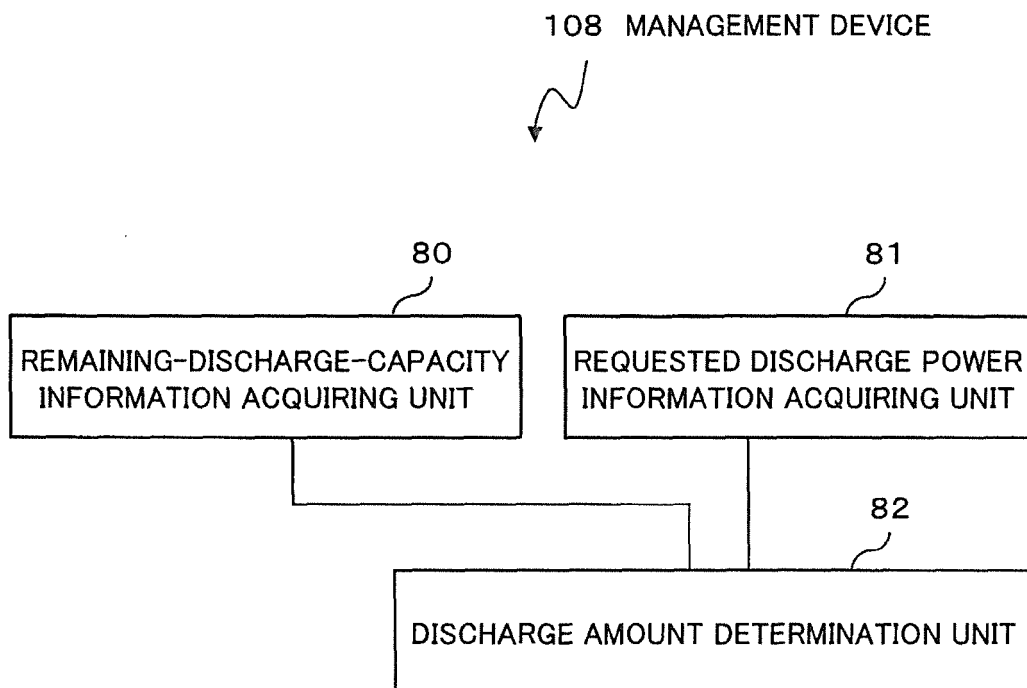 108 MANAGEMENT DEVICE
80
81
REMAINING-DISCHARGE-CAPACITY
INFORMATION ACQUIRING UNIT
REQUESTED DISCHARGE POWER
INFORMATION ACQUIRING UNIT
82
DISCHARGE AMOUNT DETERMINATION UNIT